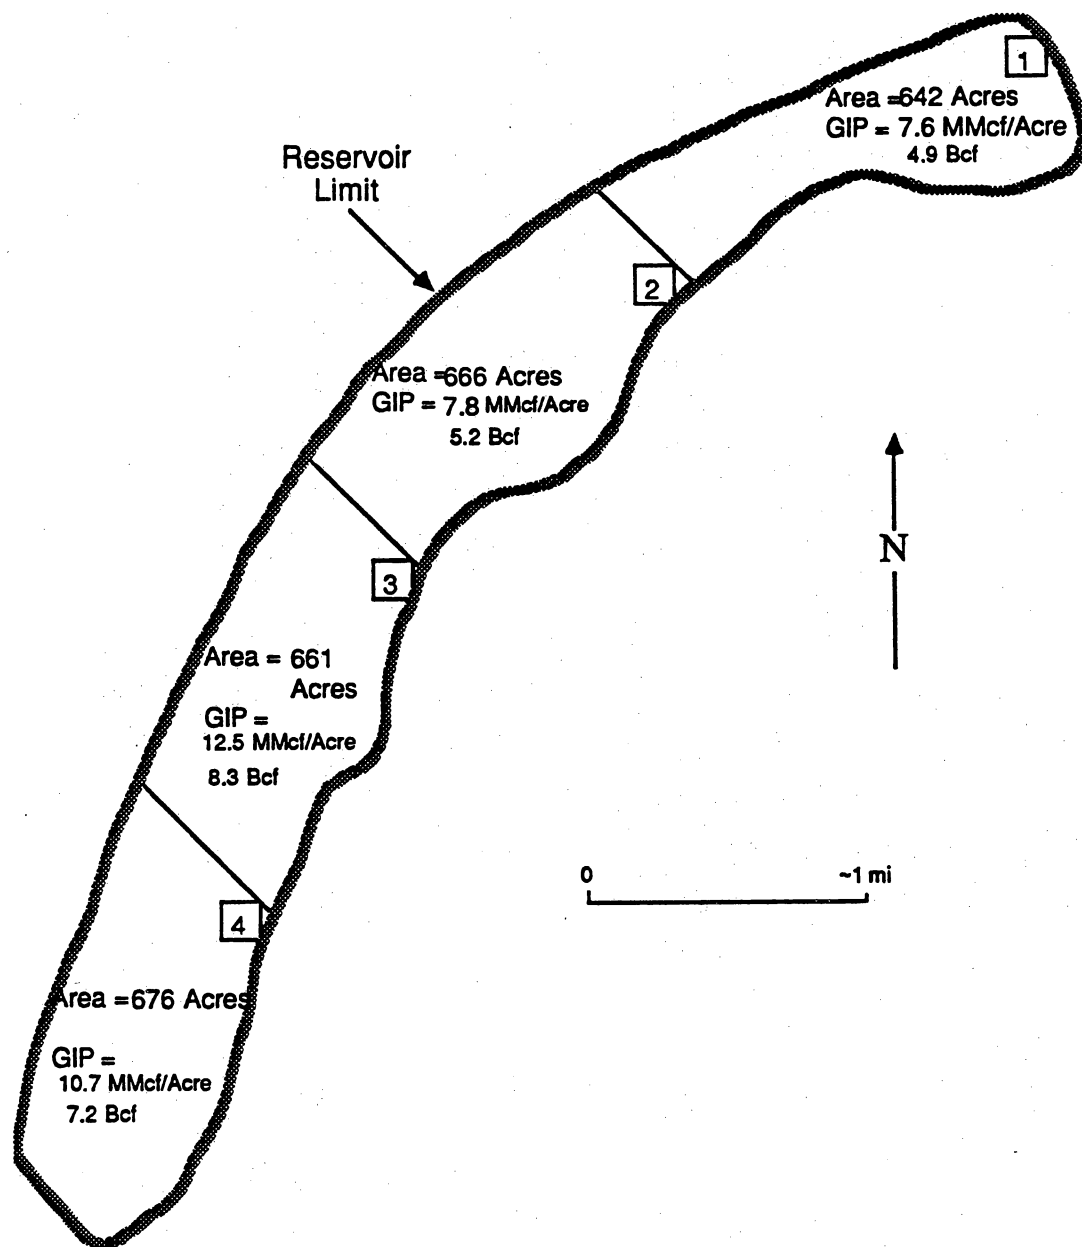 1
Area =642 Acres
GIP = 7.6 MMcf/Acre
4.9 Bcf
Reservoir
Limit
2
Area =666 Acres
GIP = 7.8 MMcf/Acre
5.2 Bcf
N
3
Area = 661
Acres
GIP =
12.5 MMcf/Acre
8.3 Bcf
0 ~1 mi
4
Area =676 Acres
GIP =
10.7 MMcf/Acre
7.2 Bcf